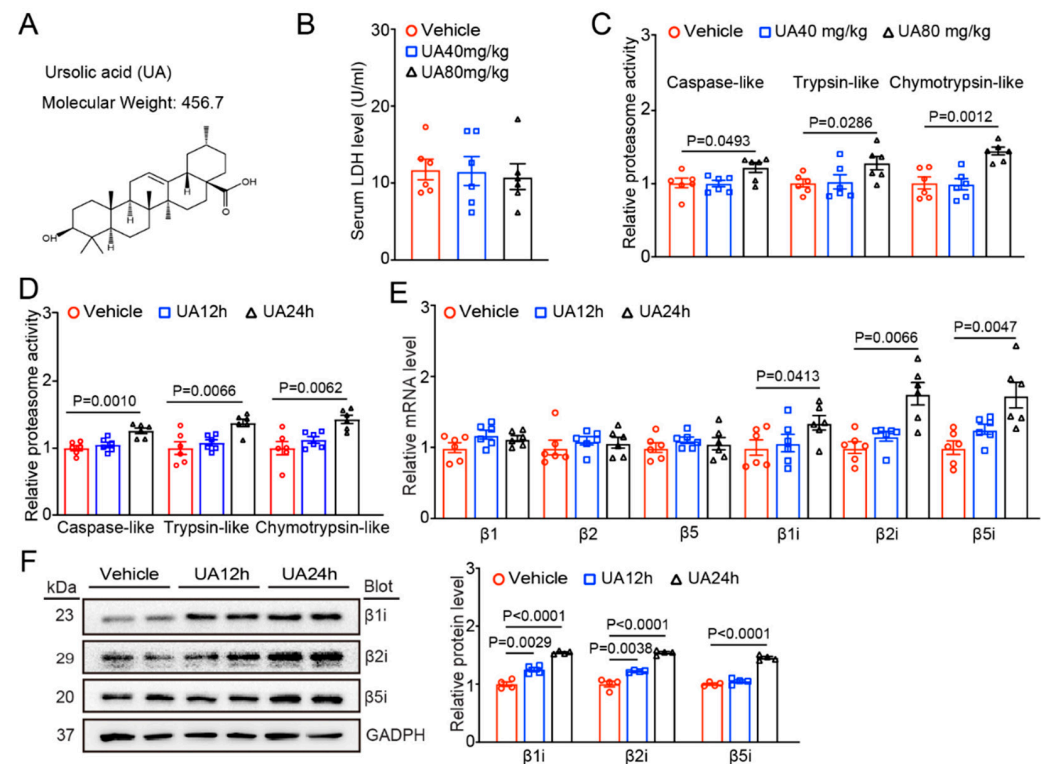 A
Ursolic acid (UA)
Molecular Weight: 456.7
H
H
H
OH
O
OH
B
Vehicle
UA40mg/kg
UA80mg/kg
Serum LDH level (U/ml)
30
20
10
0
C
Vehicle UA40 mg/kg UA80 mg/kg
Relative proteasome activity
3
2
1
0
Caspase-like Trypsin-like Chymotrypsin-like
P=0.0493
P=0.0286
P=0.0012
D
Vehicle UA12h UA24h
Relative proteasome activity
3
2
1
0
P=0.0010
P=0.0066
P=0.0062
Caspase-like Trypsin-like Chymotrypsin-like
E
Vehicle UA12h UA24h
Relative mRNA level
3
2
1
0
P=0.0413
P=0.0066
P=0.0047
β1 β2 β5 β1i β2i β5i
F
kDa Vehicle UA12h UA24h Blot
23 β1i
29 β2i
20 β5i
37 GADPH
Vehicle UA12h UA24h
Relative protein level
3
2
1
0
P<0.0001
P=0.0029
P<0.0001
P=0.0038
P<0.0001
β1i β2i β5i